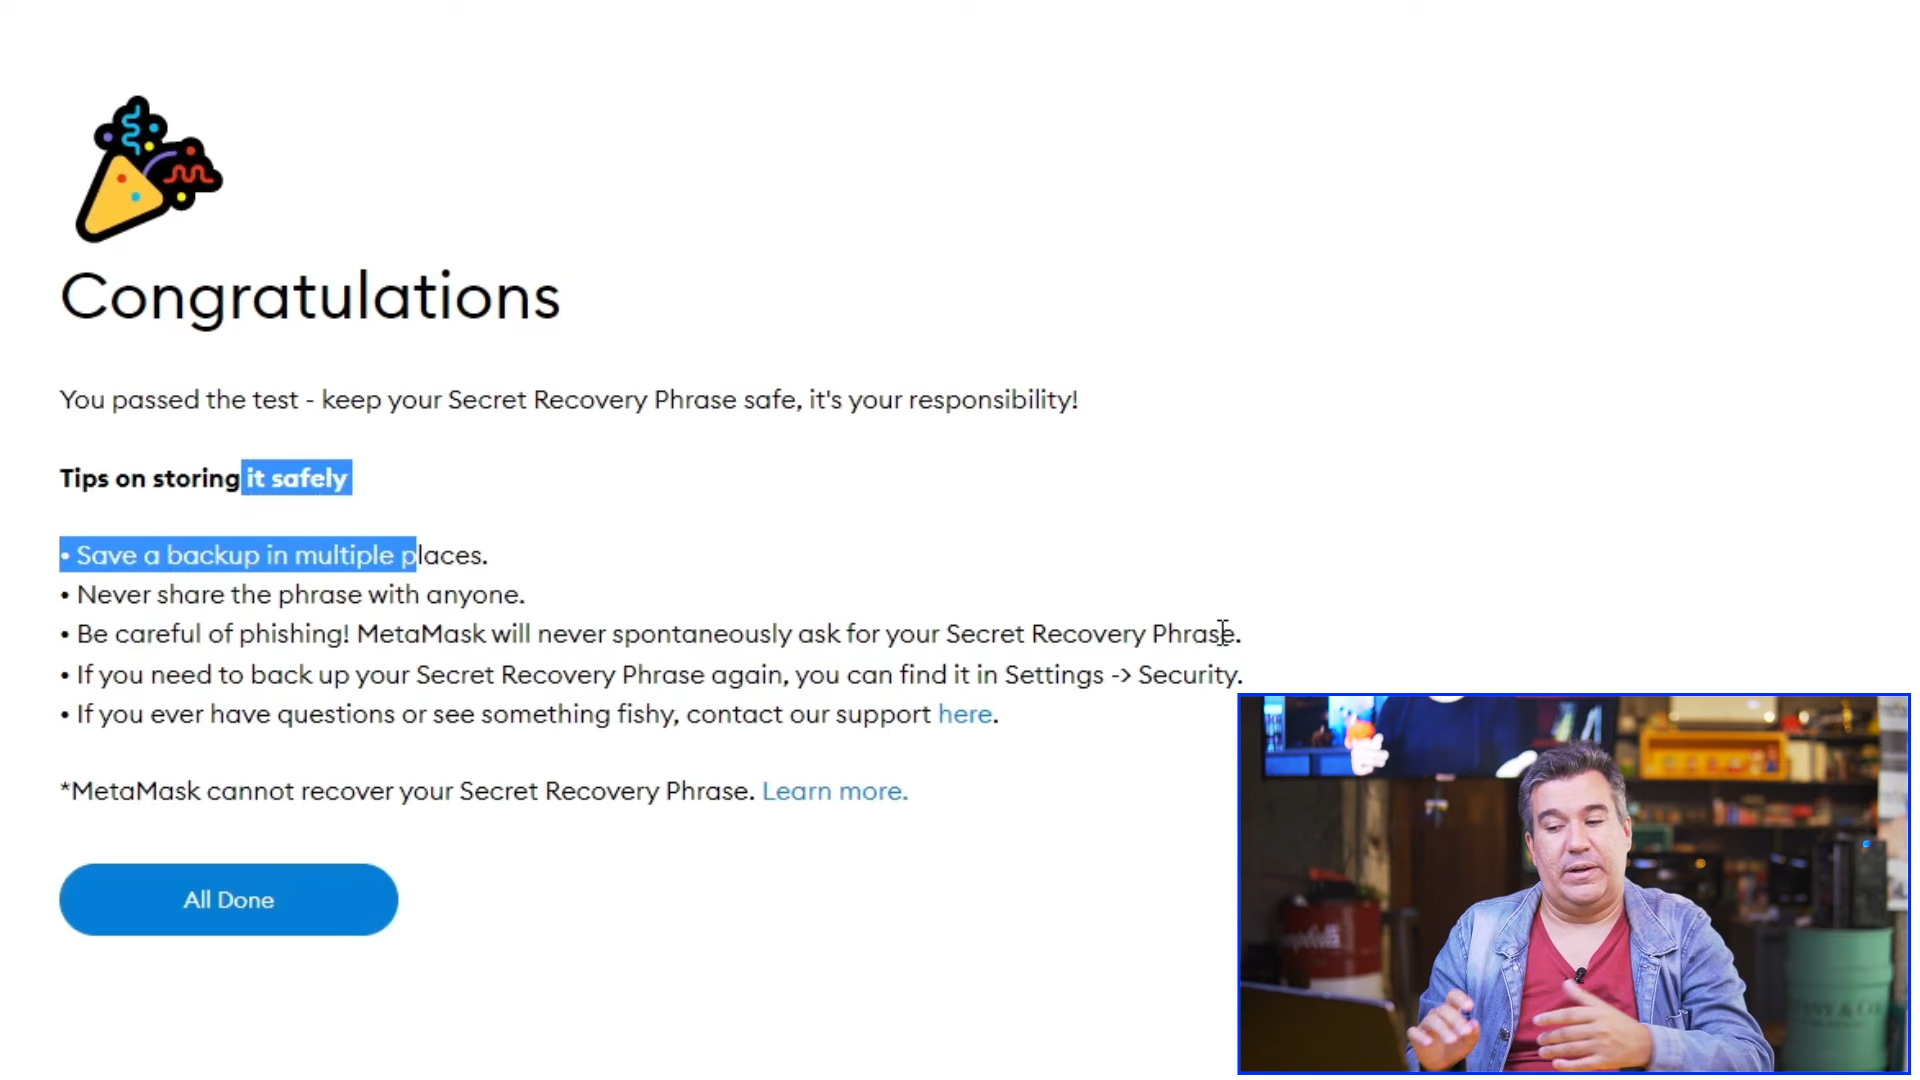 Congratulations
You passed the test - keep your Secret Recovery Phrase safe, it's your responsibility!
Tips on storing it safely
• Save a backup in multiple places.
• Never share the phrase with anyone.
• Be careful of phishing! MetaMask will never spontaneously ask for your Secret Recovery Phrase.
• If you need to back up your Secret Recovery Phrase again, you can find it in Settings -> Security.
• If you ever have questions or see something fishy, contact our support here.
*MetaMask cannot recover your Secret Recovery Phrase. Learn more.
All Done